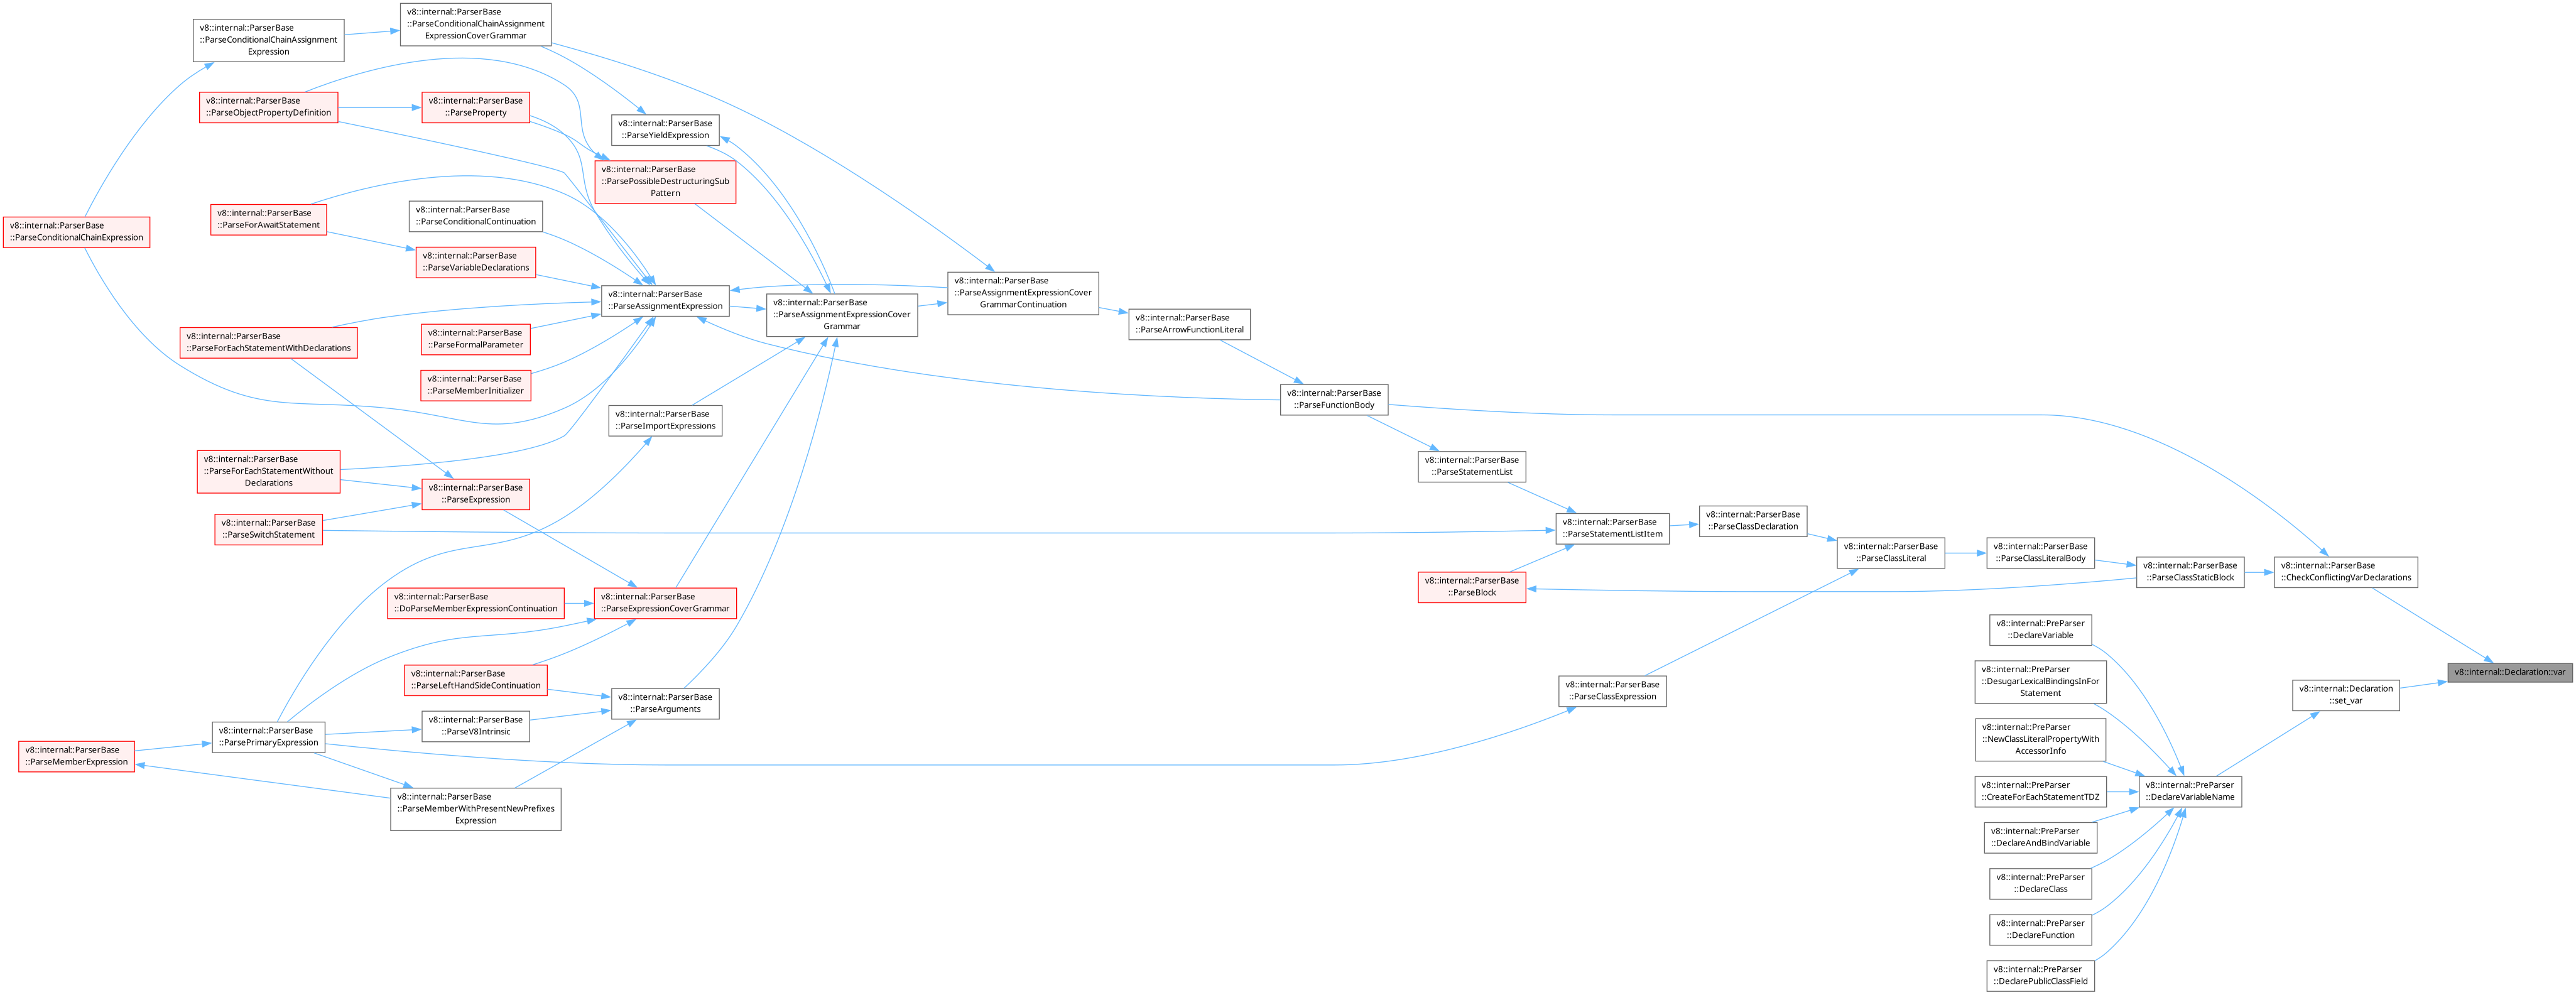 v8::internal::ParserBase
::ParseConditionalChainAssignment
ExpressionCoverGrammar
v8::internal::ParserBase
::ParseConditionalChainAssignment
Expression
v8::internal::ParserBase
::ParseObjectPropertyDefinition
v8::internal::ParserBase
::ParseProperty
v8::internal::ParserBase
::ParseYieldExpression
v8::internal::ParserBase
::ParsePossibleDestructuringSub
Pattern
v8::internal::ParserBase
::ParseConditionalChainExpression
v8::internal::ParserBase
::ParseForAwaitStatement
v8::internal::ParserBase
::ParseConditionalContinuation
v8::internal::ParserBase
::ParseVariableDeclarations
v8::internal::ParserBase
::ParseAssignmentExpression
v8::internal::ParserBase
::ParseAssignmentExpressionCover
Grammar
v8::internal::ParserBase
::ParseAssignmentExpressionCover
GrammarContinuation
v8::internal::ParserBase
::ParseArrowFunctionLiteral
v8::internal::ParserBase
::ParseForEachStatementWithDeclarations
v8::internal::ParserBase
::ParseFormalParameter
v8::internal::ParserBase
::ParseMemberInitializer
v8::internal::ParserBase
::ParseFunctionBody
v8::internal::ParserBase
::ParseImportExpressions
v8::internal::ParserBase
::ParseForEachStatementWithout
Declarations
v8::internal::ParserBase
::ParseExpression
v8::internal::ParserBase
::ParseStatementList
v8::internal::ParserBase
::ParseSwitchStatement
v8::internal::ParserBase
::ParseStatementListItem
v8::internal::ParserBase
::ParseClassDeclaration
v8::internal::ParserBase
::ParseClassLiteral
v8::internal::ParserBase
::ParseClassLiteralBody
v8::internal::ParserBase
::ParseClassStaticBlock
v8::internal::ParserBase
::CheckConflictingVarDeclarations
v8::internal::ParserBase
::ParseBlock
v8::internal::ParserBase
::DoParseMemberExpressionContinuation
v8::internal::ParserBase
::ParseExpressionCoverGrammar
v8::internal::PreParser
::DeclareVariable
v8::internal::ParserBase
::ParseLeftHandSideContinuation
v8::internal::ParserBase
::ParseArguments
v8::internal::ParserBase
::ParseClassExpression
v8::internal::PreParser
::DesugarLexicalBindingsInFor
Statement
v8::internal::Declaration::var
v8::internal::Declaration
::set_var
v8::internal::ParserBase
::ParsePrimaryExpression
v8::internal::ParserBase
::ParseV8Intrinsic
v8::internal::PreParser
::NewClassLiteralPropertyWith
AccessorInfo
v8::internal::ParserBase
::ParseMemberExpression
v8::internal::ParserBase
::ParseMemberWithPresentNewPrefixes
Expression
v8::internal::PreParser
::CreateForEachStatementTDZ
v8::internal::PreParser
::DeclareVariableName
v8::internal::PreParser
::DeclareAndBindVariable
v8::internal::PreParser
::DeclareClass
v8::internal::PreParser
::DeclareFunction
v8::internal::PreParser
::DeclarePublicClassField